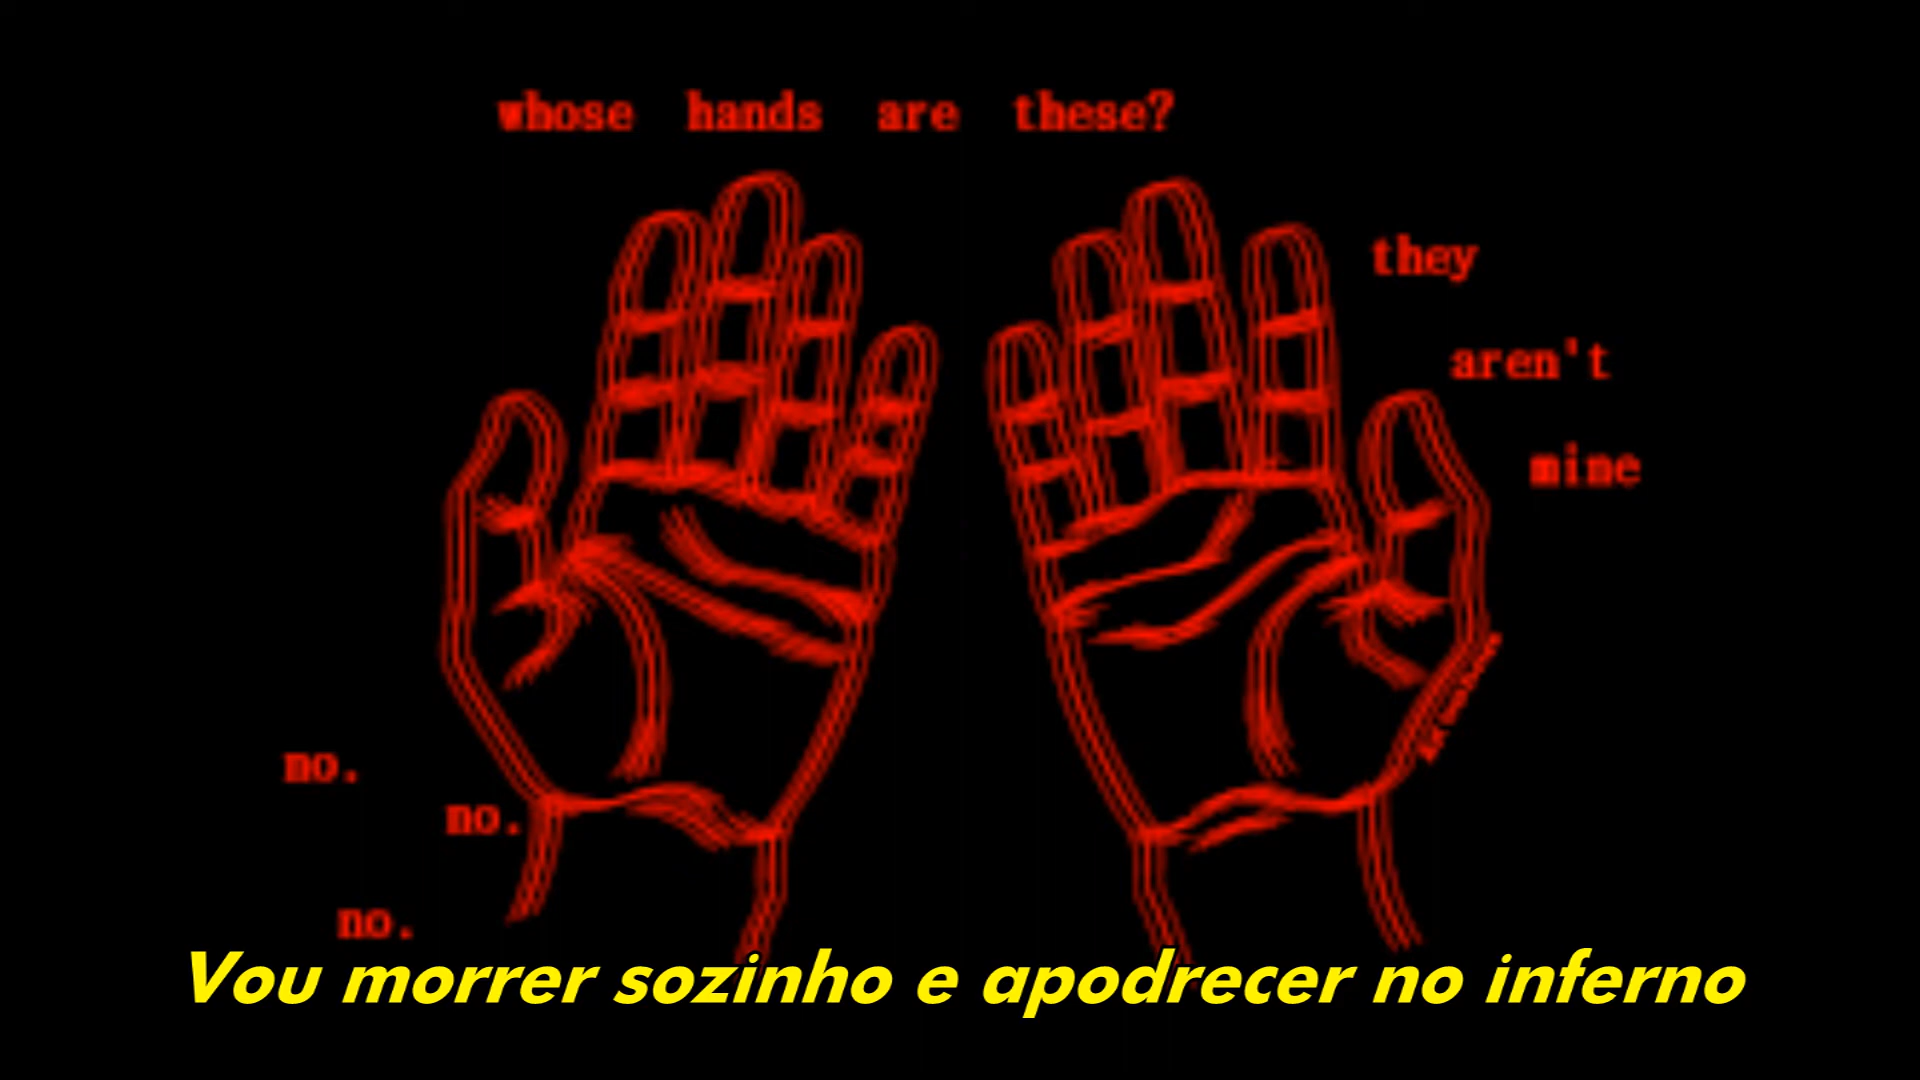 whose hands are these?
they
aren't
mine
no.
no.
no.
Vou morrer sozinho e apodrecer no inferno